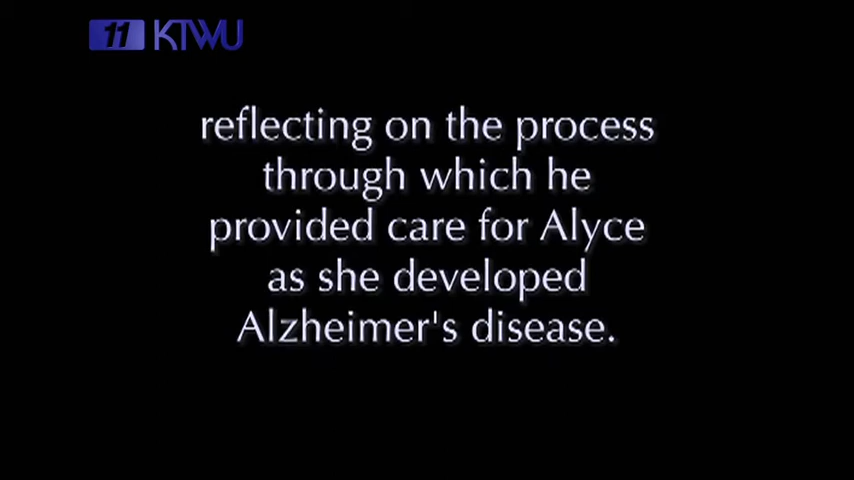 11 KTWU
reflecting on the process
through which he
provided care for Alyce
as she developed
Alzheimer's disease.